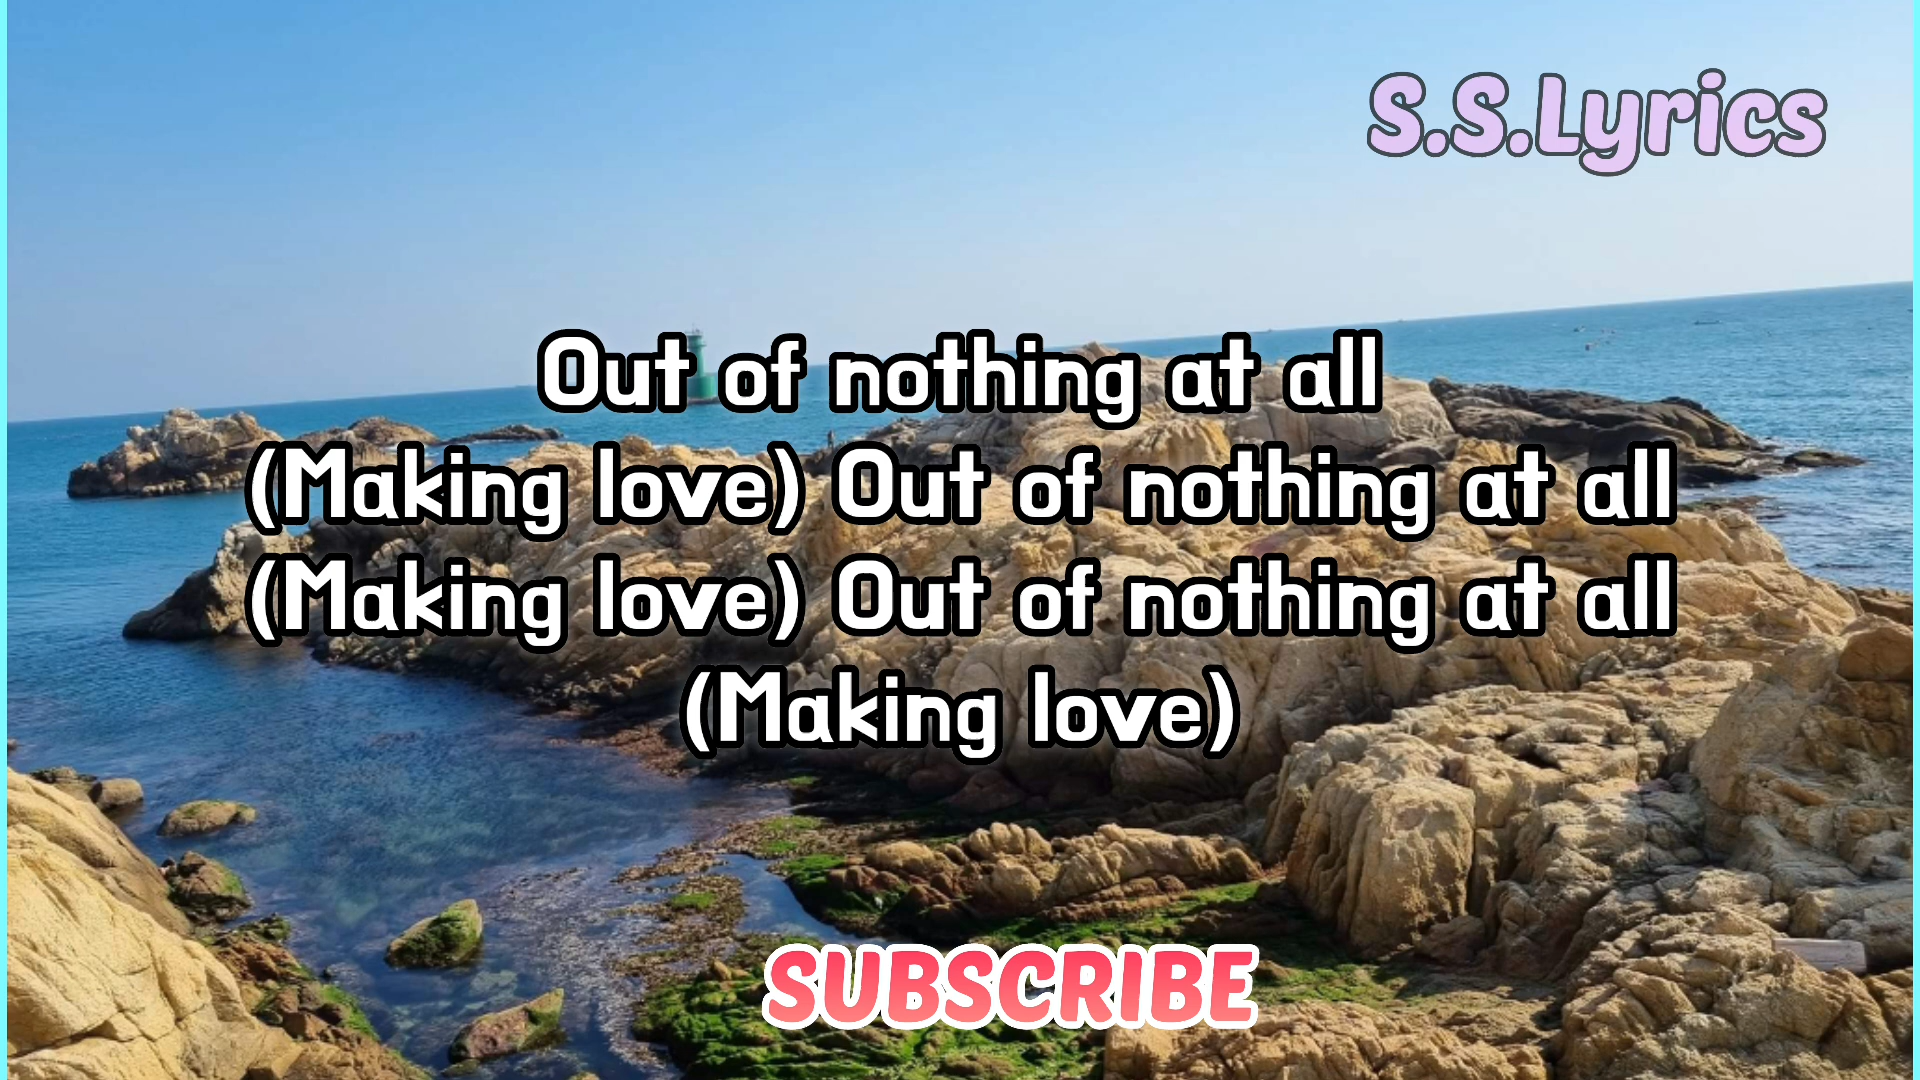 S.S.Lyrics
Out of nothing at all
(Making love) Out of nothing at all
(Making love) Out of nothing at all
(Making love)
SUBSCRIBE